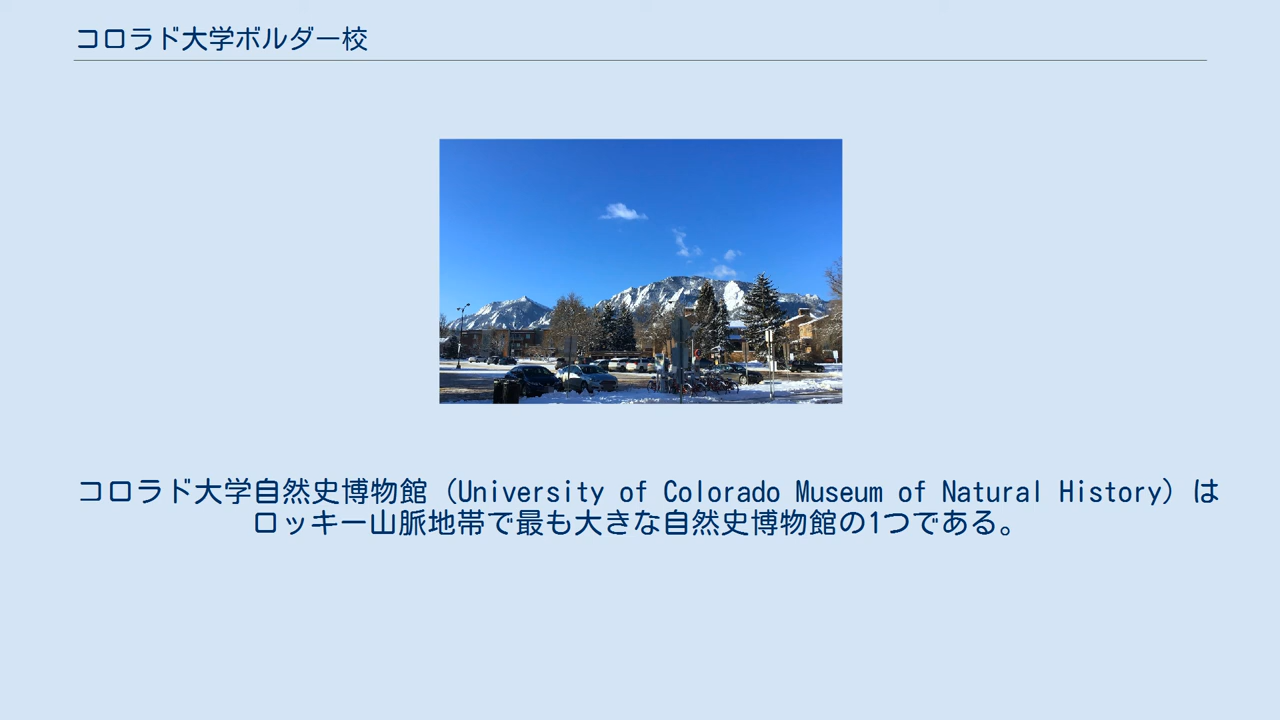 コロラド大学ボルダー校
コロラド大学自然史博物館（University of Colorado Museum of Natural History）は
ロッキー山脈地帯で最も大きな自然史博物館の1つである。